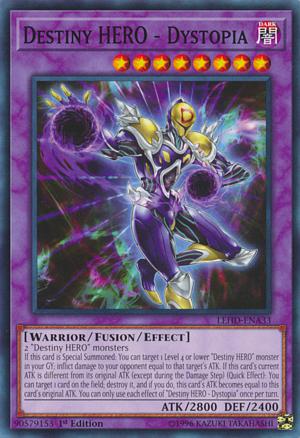 Destiny HERO - Dystopia
DARK
闇
D
LEHD-ENA33
[WARRIOR/FUSION/EFFECT]
2 "Destiny HERO" monsters
If this card is Special Summoned: You can target 1 Level 4 or lower "Destiny HERO" monster
in your GY; inflict damage to your opponent equal to that target's ATK. If this card's current
ATK is different from its original ATK (except during the Damage Step) (Quick Effect): You
can target 1 card on the field; destroy it, and if you do, this card's ATK becomes equal to this
card's original ATK. You can only use each effect of "Destiny HERO - Dystopia" once per turn.
ATK/2800 DEF/2400
90579153 1st Edition ©1996 KAZUKI TAKAHASHI